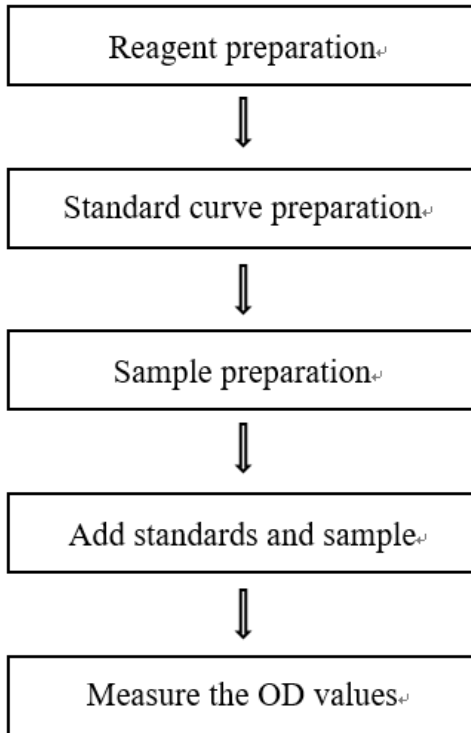 Reagent preparation
Standard curve preparation
Sample preparation
Add standards and sample
Measure the OD values